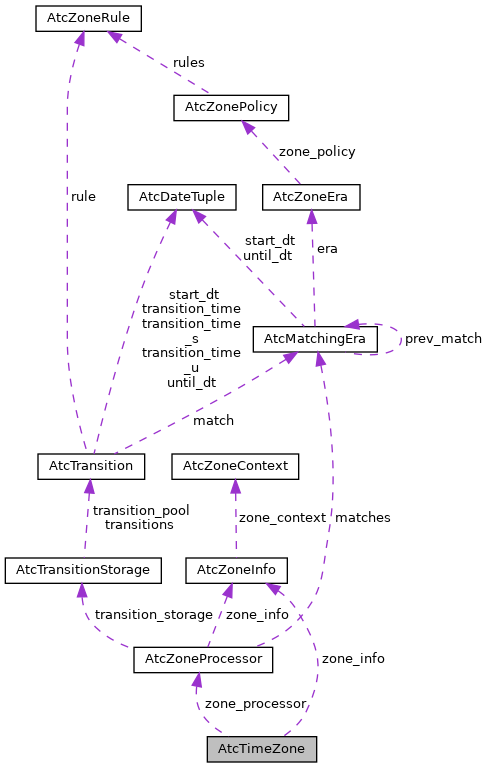 AtcZoneRule
rules
AtcZonePolicy
zone_policy
rule
AtcDateTuple
AtcZoneEra
start_dt
until_dt
era
start_dt
transition_time
transition_time
_s
transition_time
_u
until_dt
AtcMatchingEra
prev_match
match
AtcTransition
AtcZoneContext
transition_pool
transitions
zone_context
matches
AtcTransitionStorage
AtcZoneInfo
transition_storage
zone_info
AtcZoneProcessor
zone_info
zone_processor
AtcTimeZone